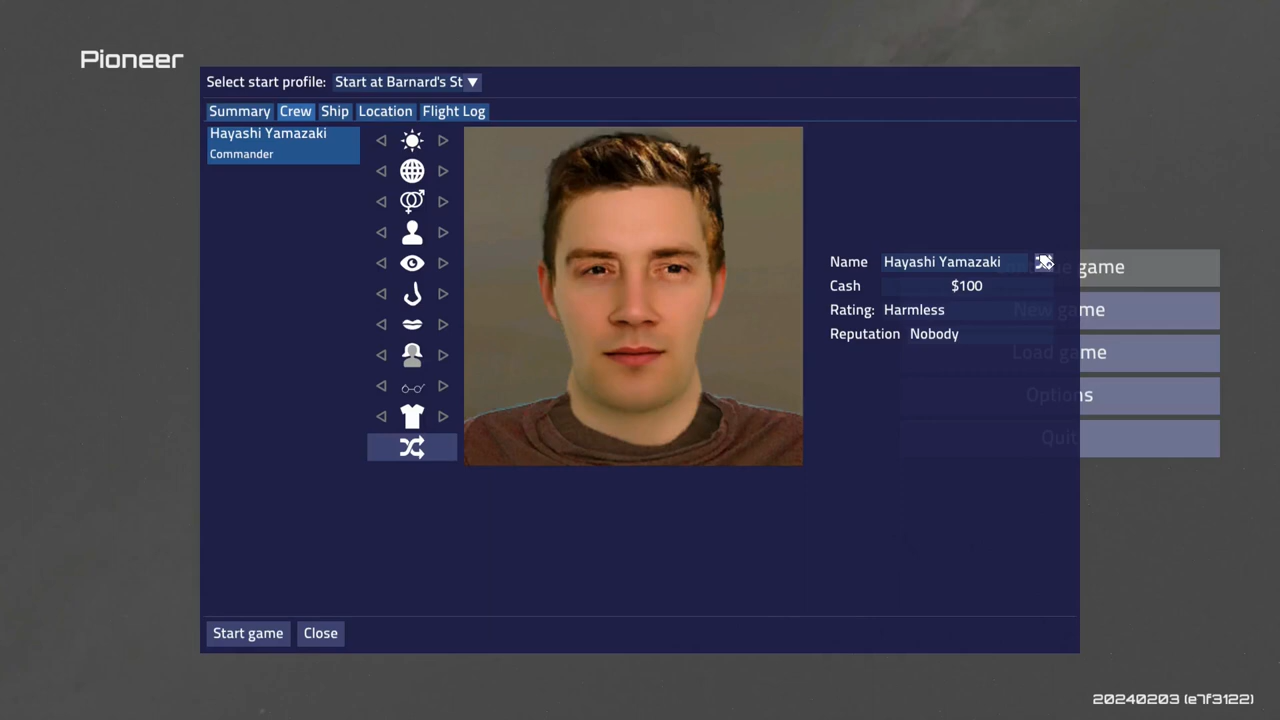 Pioneer
Select start profile: Start at Barnard's St
Summary Crew Ship Location Flight Log
Hayashi Yamazaki
Commander
Name Hayashi Yamazaki
Cash $100
Rating: Harmless
Reputation Nobody
game
New game
Load game
Options
Quit
Start game Close
20240203 (e7f3122)